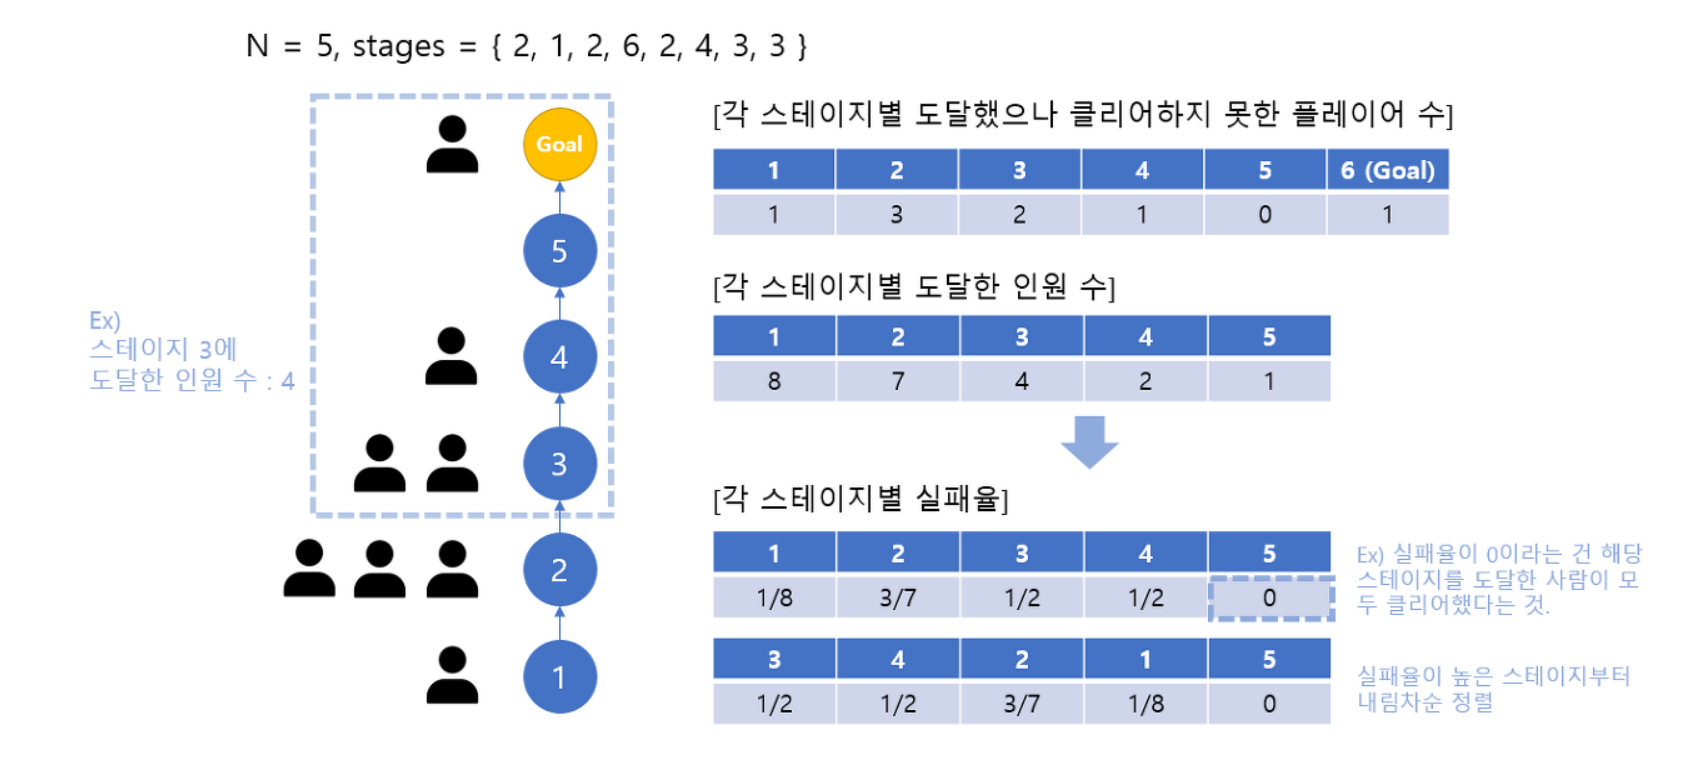 N = 5, stages = { 2, 1, 2, 6, 2, 4, 3, 3 }
Goal
5
4
3
2
1
Ex)
스테이지 3에
도달한 인원 수 : 4
[각 스테이지별 도달했으나 클리어하지 못한 플레이어 수]
1 2 3 4 5 6 (Goal)
1 3 2 1 0 1
[각 스테이지별 도달한 인원 수]
1 2 3 4 5
8 7 4 2 1
[각 스테이지별 실패율]
1 2 3 4 5
1/8 3/7 1/2 1/2 0
Ex) 실패율이 0이라는 건 해당
스테이지를 도달한 사람이 모
두 클리어했다는 것.
3 4 2 1 5
1/2 1/2 3/7 1/8 0
실패율이 높은 스테이지부터
내림차순 정렬